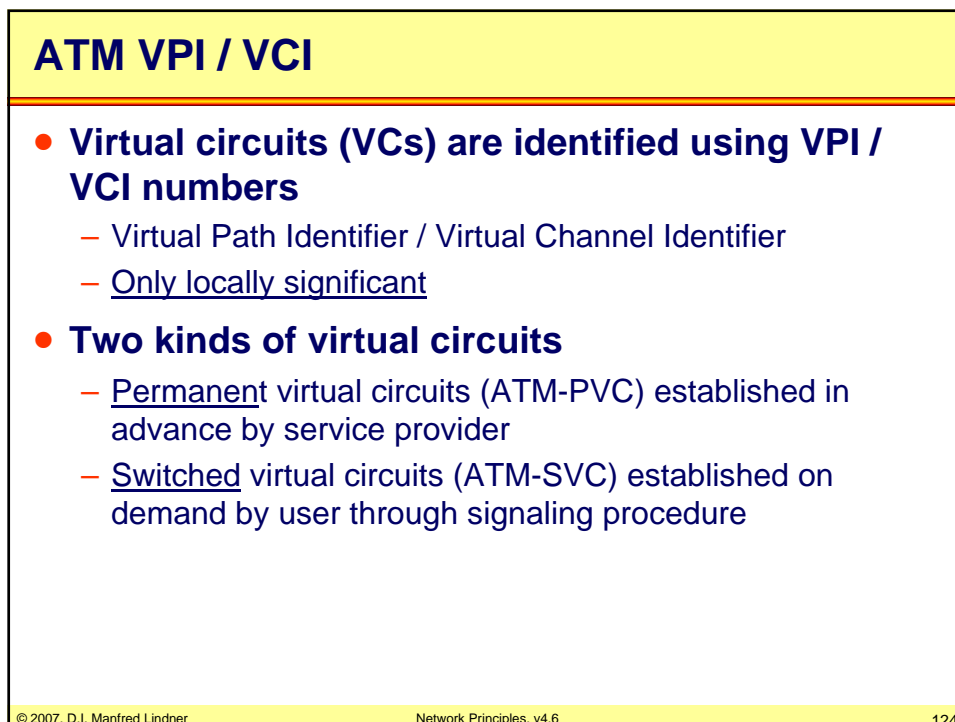 ATM VPI / VCI
• Virtual circuits (VCs) are identified using VPI /
VCI numbers
– Virtual Path Identifier / Virtual Channel Identifier
– Only locally significant
• Two kinds of virtual circuits
– Permanent virtual circuits (ATM-PVC) established in
advance by service provider
– Switched virtual circuits (ATM-SVC) established on
demand by user through signaling procedure
© 2007, D.I. Manfred Lindner
Network Principles, v4.6
124